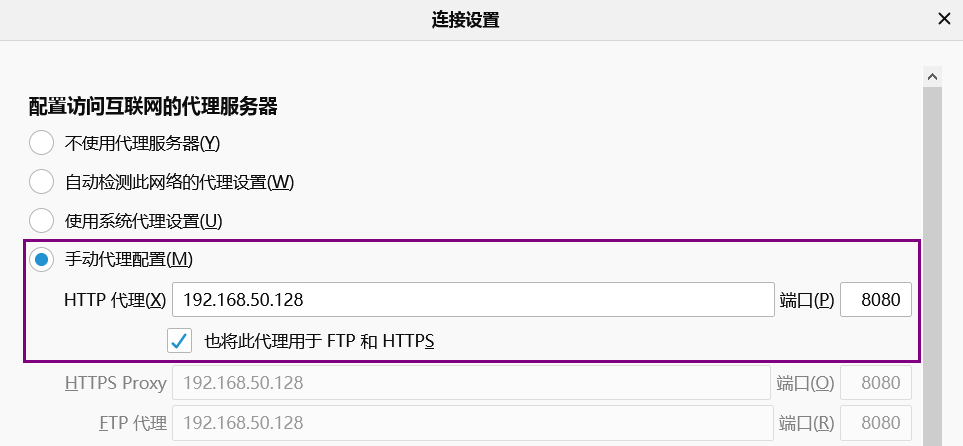 连接设置
配置访问互联网的代理服务器
不使用代理服务器(Y)
自动检测此网络的代理设置(W)
使用系统代理设置(U)
手动代理配置(M)
HTTP 代理(X) 192.168.50.128 端口(P) 8080
也将此代理用于 FTP 和 HTTPS
HTTPS Proxy 192.168.50.128 端口(O) 8080
FTP 代理 192.168.50.128 端口(R) 8080